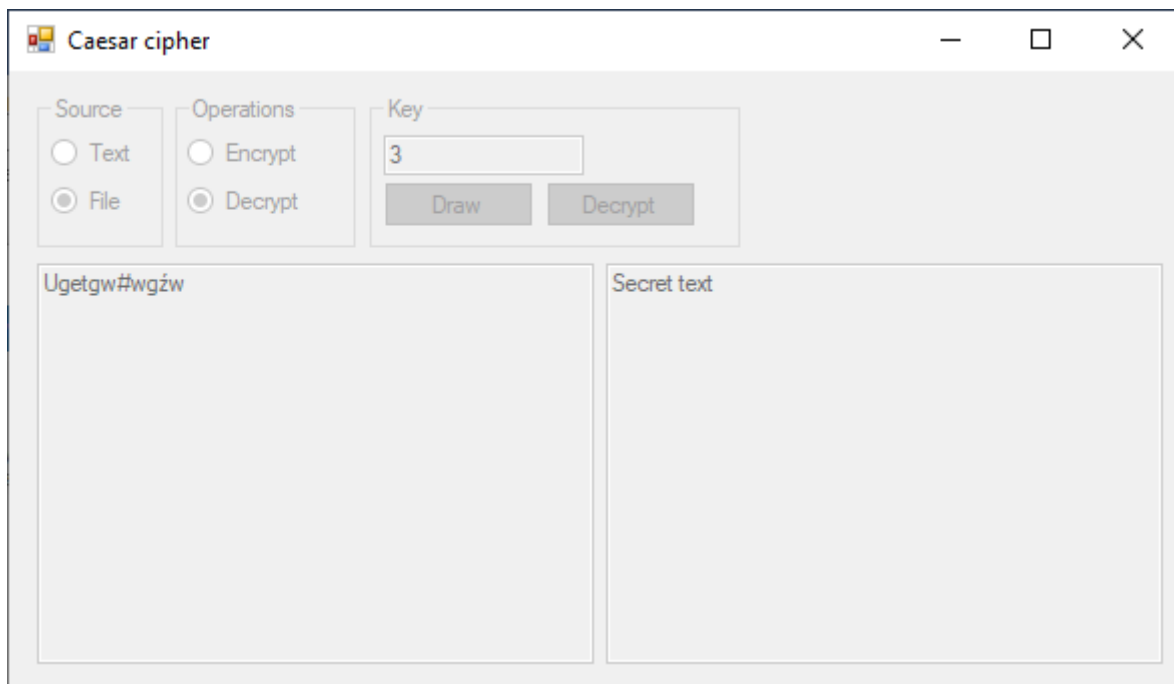 Caesar cipher
Source
Operations
Key
Text
Encrypt
3
File
Decrypt
Draw
Decrypt
Ugetgw#wgźw
Secret text